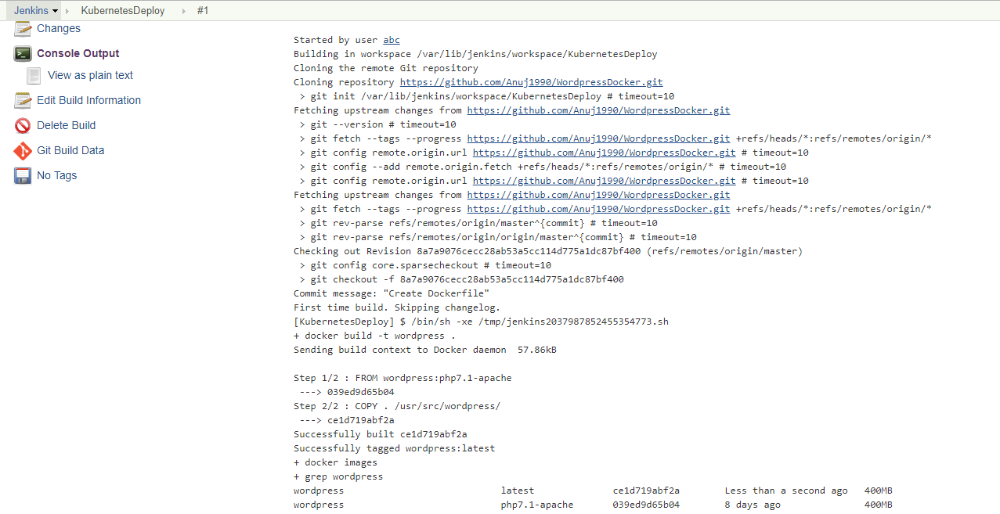 Jenkins KubernetesDeploy #1
Changes
Console Output
View as plain text
Edit Build Information
Delete Build
Git Build Data
No Tags
Started by user abc
Building in workspace /var/lib/jenkins/workspace/KubernetesDeploy
Cloning the remote Git repository
Cloning repository https://github.com/Anuj1990/WordpressDocker.git
 > git init /var/lib/jenkins/workspace/KubernetesDeploy # timeout=10
Fetching upstream changes from https://github.com/Anuj1990/WordpressDocker.git
 > git --version # timeout=10
 > git fetch --tags --progress https://github.com/Anuj1990/WordpressDocker.git +refs/heads/*:refs/remotes/origin/*
 > git config remote.origin.url https://github.com/Anuj1990/WordpressDocker.git # timeout=10
 > git config --add remote.origin.fetch +refs/heads/*:refs/remotes/origin/* # timeout=10
 > git config remote.origin.url https://github.com/Anuj1990/WordpressDocker.git # timeout=10
Fetching upstream changes from https://github.com/Anuj1990/WordpressDocker.git
 > git fetch --tags --progress https://github.com/Anuj1990/WordpressDocker.git +refs/heads/*:refs/remotes/origin/*
 > git rev-parse refs/remotes/origin/master^{commit} # timeout=10
 > git rev-parse refs/remotes/origin/origin/master^{commit} # timeout=10
Checking out Revision 8a7a9076cecc28ab53a5cc114d775a1dc87bf400 (refs/remotes/origin/master)
 > git config core.sparsecheckout # timeout=10
 > git checkout -f 8a7a9076cecc28ab53a5cc114d775a1dc87bf400
Commit message: "Create Dockerfile"
First time build. Skipping changelog.
[KubernetesDeploy] $ /bin/sh -xe /tmp/jenkins2037987852455354773.sh
+ docker build -t wordpress .
Sending build context to Docker daemon  57.86kB
Step 1/2 : FROM wordpress:php7.1-apache
 ---> 039ed9d65b04
Step 2/2 : COPY . /usr/src/wordpress/
 ---> ce1d719abf2a
Successfully built ce1d719abf2a
Successfully tagged wordpress:latest
+ docker images
+ grep wordpress
wordpress latest ce1d719abf2a Less than a second ago 400MB
wordpress php7.1-apache 039ed9d65b04 8 days ago 400MB